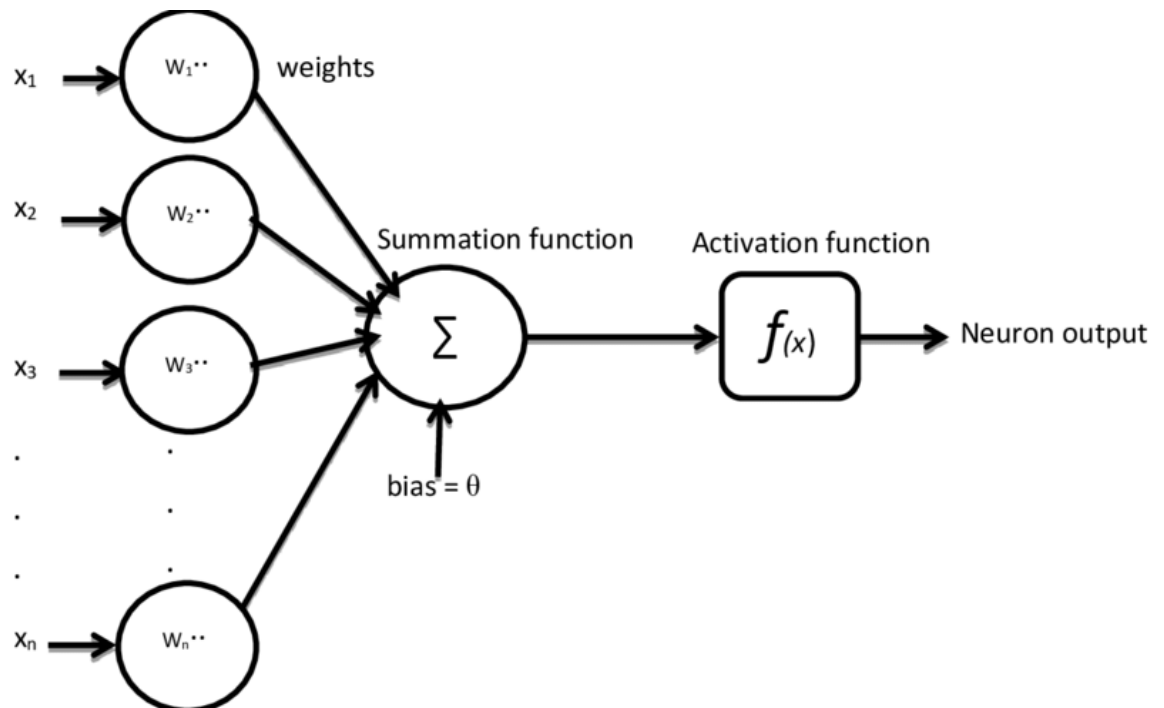 x₁
W₁..
weights
x₂
W₂..
Summation function
Activation function
x₃
W₃..
Σ
f(x)
Neuron output
bias = θ
. .
. .
. .
xₙ
Wₙ..